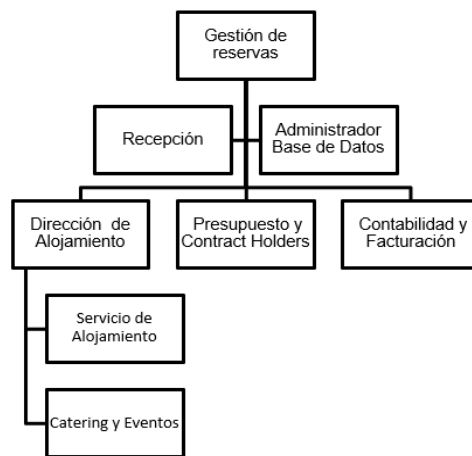 Gestión de
reservas
Recepción
Administrador
Base de Datos
Dirección de
Alojamiento
Presupuesto y
Contract Holders
Contabilidad y
Facturación
Servicio de
Alojamiento
Catering y Eventos